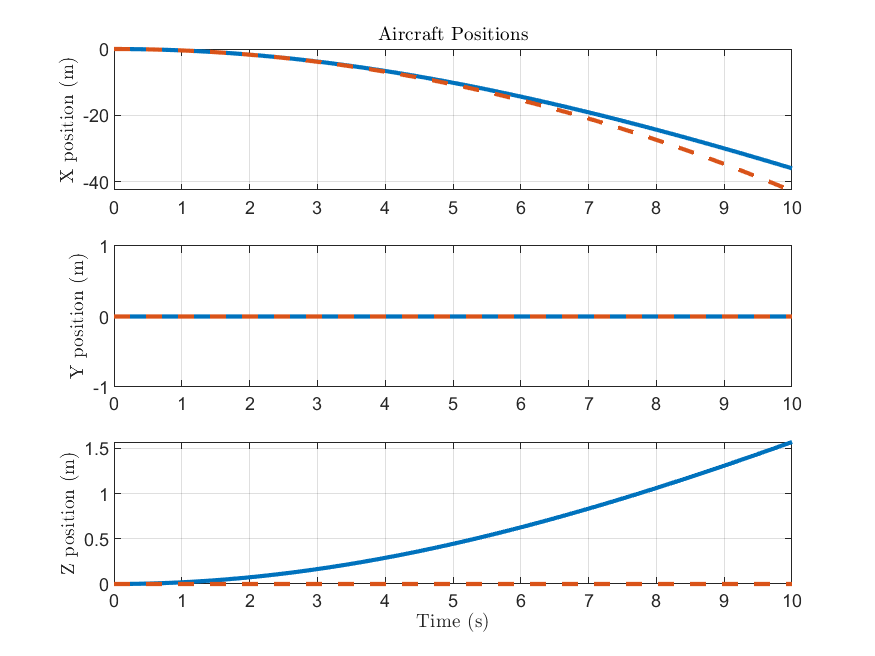 Aircraft Positions
X position (m)
0
-20
-40
0 1 2 3 4 5 6 7 8 9 10
Y position (m)
1
0
-1
0 1 2 3 4 5 6 7 8 9 10
Z position (m)
1.5
1
0.5
0
0 1 2 3 4 5 6 7 8 9 10
Time (s)